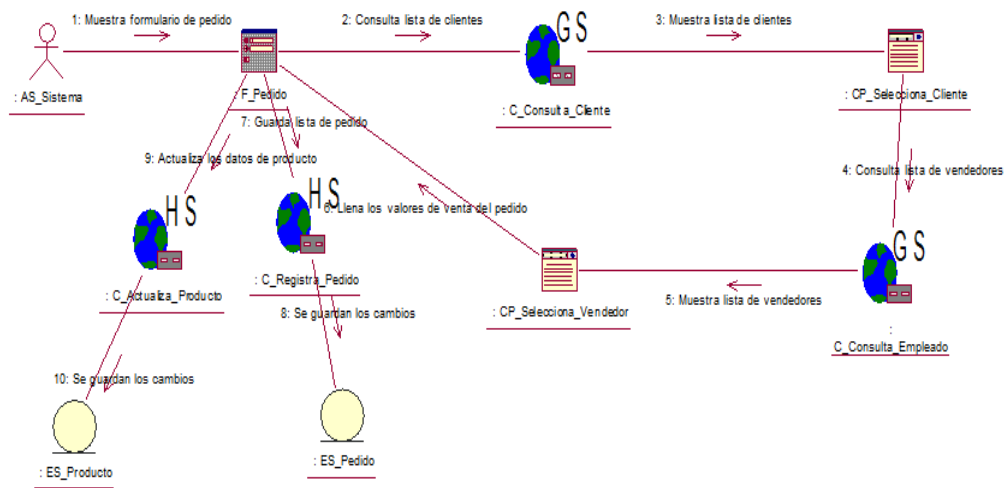 1: Muestra formulario de pedido
2: Consulta lista de clientes
3: Muestra lista de clientes
GS
: AS_Sistema
: F_Pedido
: C_Consulta_Cliente
: CP_Selecciona_Cliente
7: Guarda lista de pedido
9: Actualiza los datos de producto
4: Consulta lista de vendedores
HS
HS
6: Llena los valores de venta del pedido
GS
: C_Actualiza_Producto
: C_Registra_Pedido
: CP_Selecciona_Vendedor
5: Muestra lista de vendedores
8: Se guardan los cambios
:
C_Consulta_Empleado
10: Se guardan los cambios
: ES_Producto
: ES_Pedido